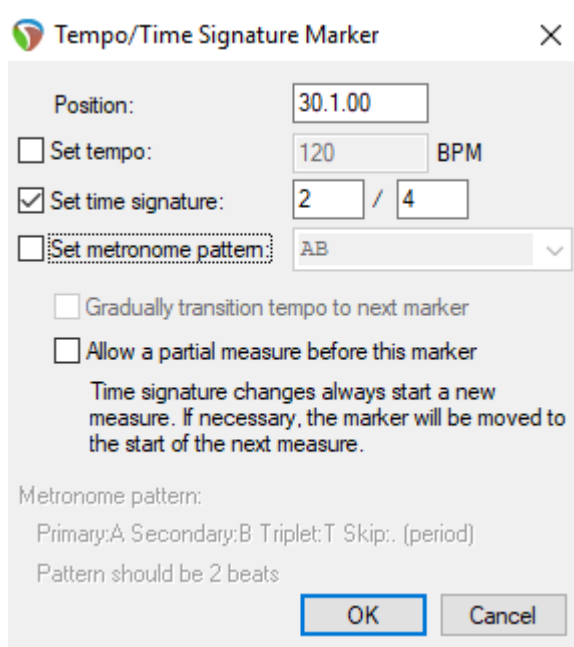 Tempo/Time Signature Marker
Position: 30.1.00
Set tempo: 120 BPM
Set time signature: 2 / 4
Set metronome pattern: AB
Gradually transition tempo to next marker
Allow a partial measure before this marker
Time signature changes always start a new
measure. If necessary, the marker will be moved to
the start of the next measure.
Metronome pattern:
Primary:A Secondary:B Triplet:T Skip:. (period)
Pattern should be 2 beats
OK Cancel